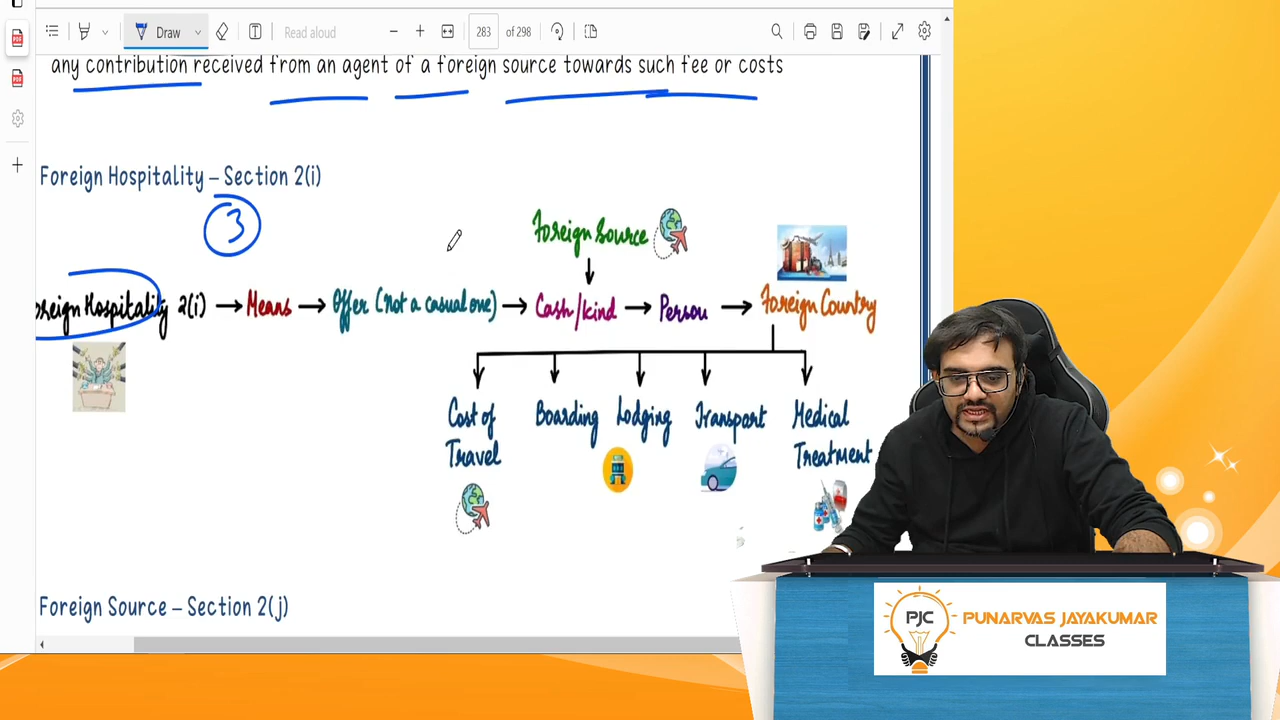 Draw
Read aloud
283 of 298
any contribution received from an agent of a foreign source towards such fee or costs
Foreign Hospitality – Section 2(i)
3
Foreign Source
oreign Hospitality 2(i) → Means → Offer (not a casual one) → Cash/kind → Person → Foreign Country
Cost of Travel
Boarding
Lodging
Transport
Medical Treatment
Foreign Source – Section 2(j)
PJC
PUNARVAS JAYAKUMAR
CLASSES